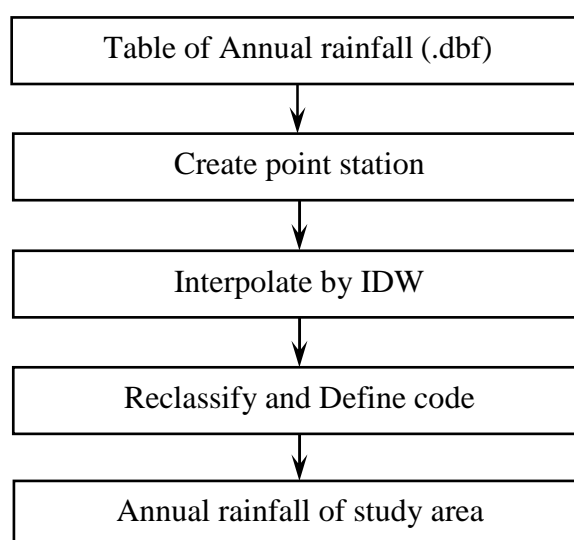 Table of Annual rainfall (.dbf)
Create point station
Interpolate by IDW
Reclassify and Define code
Annual rainfall of study area